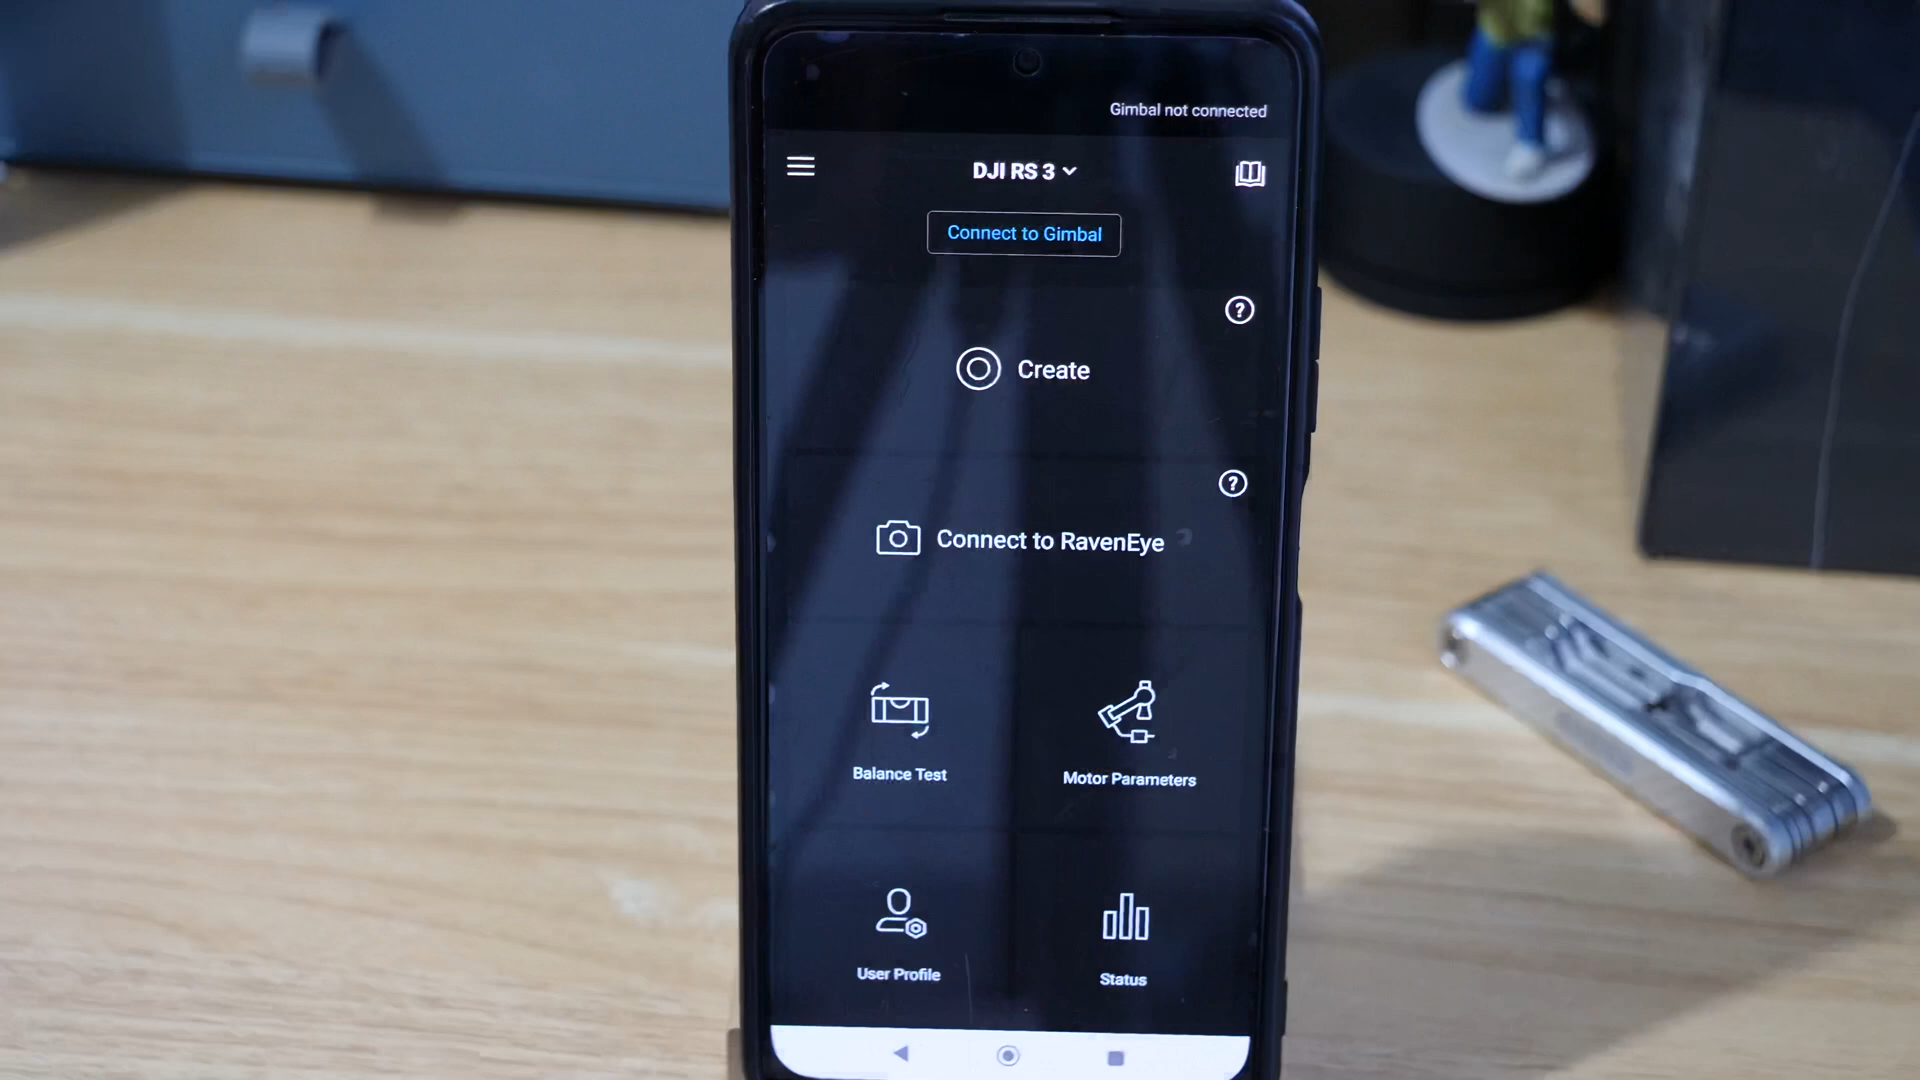 Gimbal not connected
DJI RS 3
Connect to Gimbal
?
Create
?
Connect to RavenEye
Balance Test
Motor Parameters
User Profile
Status